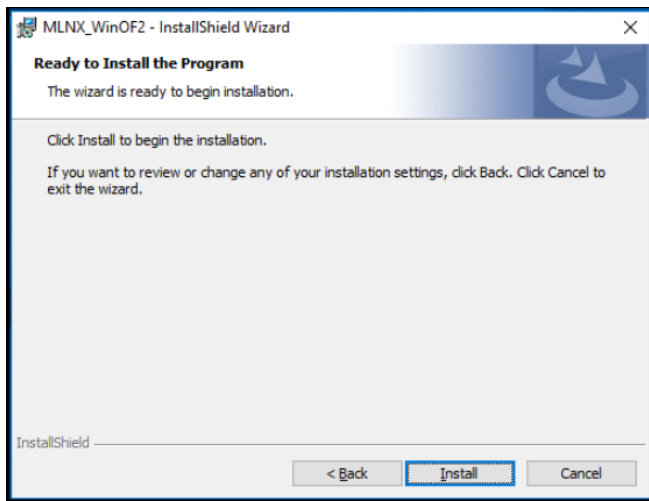 MLNX_WinOF2 - InstallShield Wizard
Ready to Install the Program
The wizard is ready to begin installation.
Click Install to begin the installation.
If you want to review or change any of your installation settings, click Back. Click Cancel to
exit the wizard.
InstallShield
< Back Install Cancel